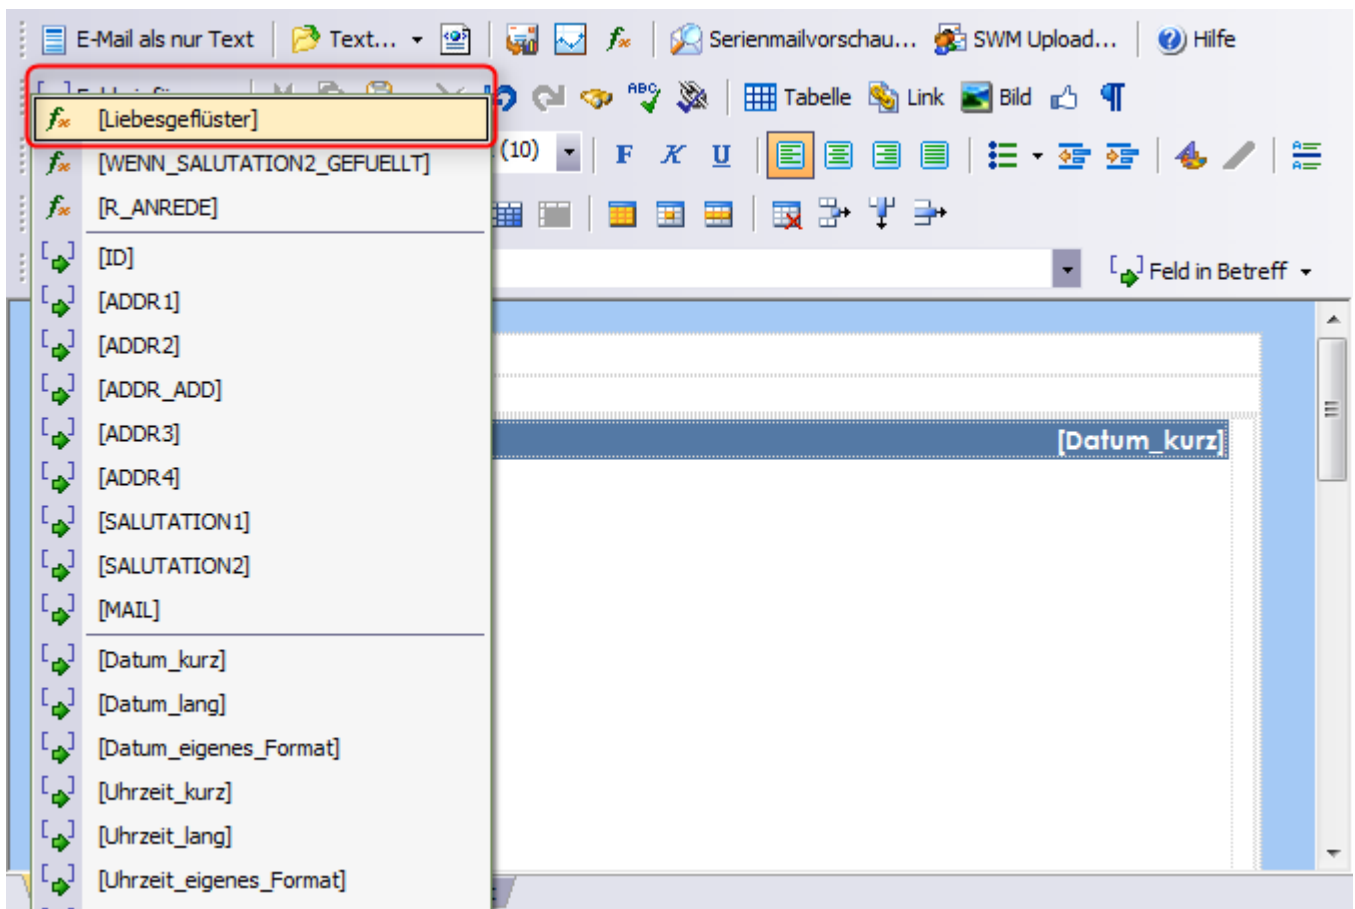 E-Mail als nur Text Text... Serienmailvorschau... SWM Upload... Hilfe
ABC Tabelle Link Bild
[Liebesgeflüster]
[WENN_SALUTATION2_GEFUELLT] (10) F K U
[R_ANREDE]
[ID] Feld in Betreff
[ADDR1]
[ADDR2]
[ADDR_ADD]
[ADDR3] [Datum_kurz]
[ADDR4]
[SALUTATION1]
[SALUTATION2]
[MAIL]
[Datum_kurz]
[Datum_lang]
[Datum_eigenes_Format]
[Uhrzeit_kurz]
[Uhrzeit_lang]
[Uhrzeit_eigenes_Format]